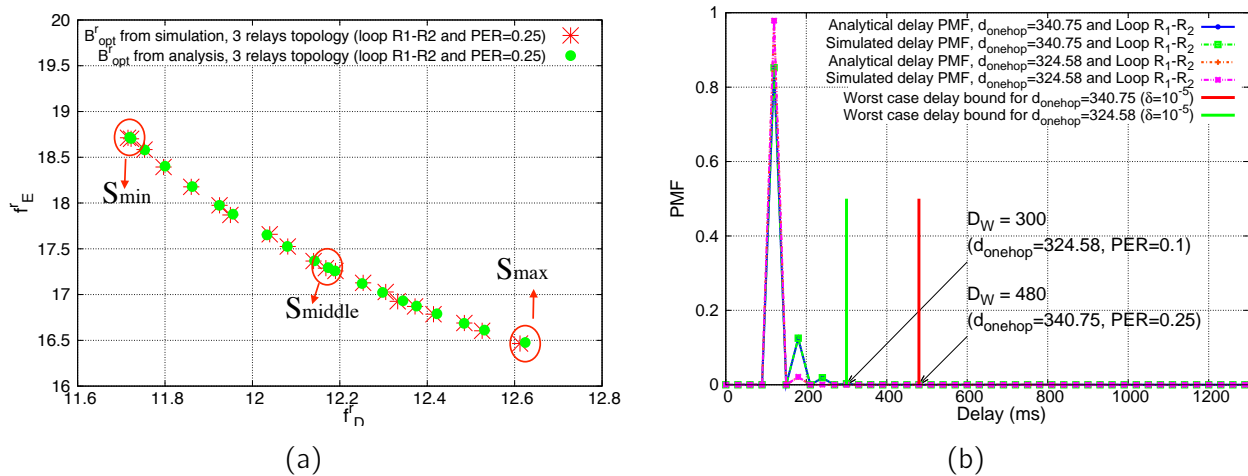 20
19.5
19
18.5
18
17.5
17
16.5
16
f^r_E
11.6 11.8 12 12.2 12.4 12.6 12.8
f^r_D
B^r_opt from simulation, 3 relays topology (loop R1-R2 and PER=0.25)
B^r_opt from analysis, 3 relays topology (loop R1-R2 and PER=0.25)
Smin
Smiddle
Smax
(a)
1
0.8
0.6
0.4
0.2
0
PMF
0 200 400 600 800 1000 1200
Delay (ms)
Analytical delay PMF, d_onehop=340.75 and Loop R_1-R_2
Simulated delay PMF, d_onehop=340.75 and Loop R_1-R_2
Analytical delay PMF, d_onehop=324.58 and Loop R_1-R_2
Simulated delay PMF, d_onehop=324.58 and Loop R_1-R_2
Worst case delay bound for d_onehop=340.75 (δ=10^-5)
Worst case delay bound for d_onehop=324.58 (δ=10^-5)
D_W = 300
(d_onehop=324.58, PER=0.1)
D_W = 480
(d_onehop=340.75, PER=0.25)
(b)